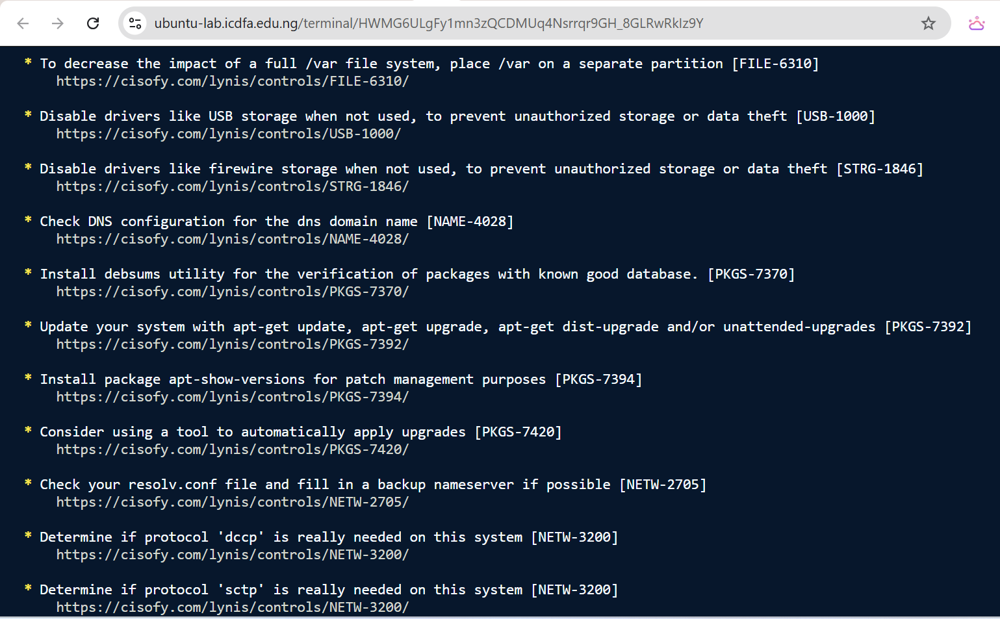 ubuntu-lab.icdfa.edu.ng/terminal/HWMG6ULgFy1mn3zQCDMUq4Nsrrqr9GH_8GLRwRkIz9Y
* To decrease the impact of a full /var file system, place /var on a separate partition [FILE-6310]
https://cisofy.com/lynis/controls/FILE-6310/
* Disable drivers like USB storage when not used, to prevent unauthorized storage or data theft [USB-1000]
https://cisofy.com/lynis/controls/USB-1000/
* Disable drivers like firewire storage when not used, to prevent unauthorized storage or data theft [STRG-1846]
https://cisofy.com/lynis/controls/STRG-1846/
* Check DNS configuration for the dns domain name [NAME-4028]
https://cisofy.com/lynis/controls/NAME-4028/
* Install debsums utility for the verification of packages with known good database. [PKGS-7370]
https://cisofy.com/lynis/controls/PKGS-7370/
* Update your system with apt-get update, apt-get upgrade, apt-get dist-upgrade and/or unattended-upgrades [PKGS-7392]
https://cisofy.com/lynis/controls/PKGS-7392/
* Install package apt-show-versions for patch management purposes [PKGS-7394]
https://cisofy.com/lynis/controls/PKGS-7394/
* Consider using a tool to automatically apply upgrades [PKGS-7420]
https://cisofy.com/lynis/controls/PKGS-7420/
* Check your resolv.conf file and fill in a backup nameserver if possible [NETW-2705]
https://cisofy.com/lynis/controls/NETW-2705/
* Determine if protocol 'dccp' is really needed on this system [NETW-3200]
https://cisofy.com/lynis/controls/NETW-3200/
* Determine if protocol 'sctp' is really needed on this system [NETW-3200]
https://cisofy.com/lynis/controls/NETW-3200/